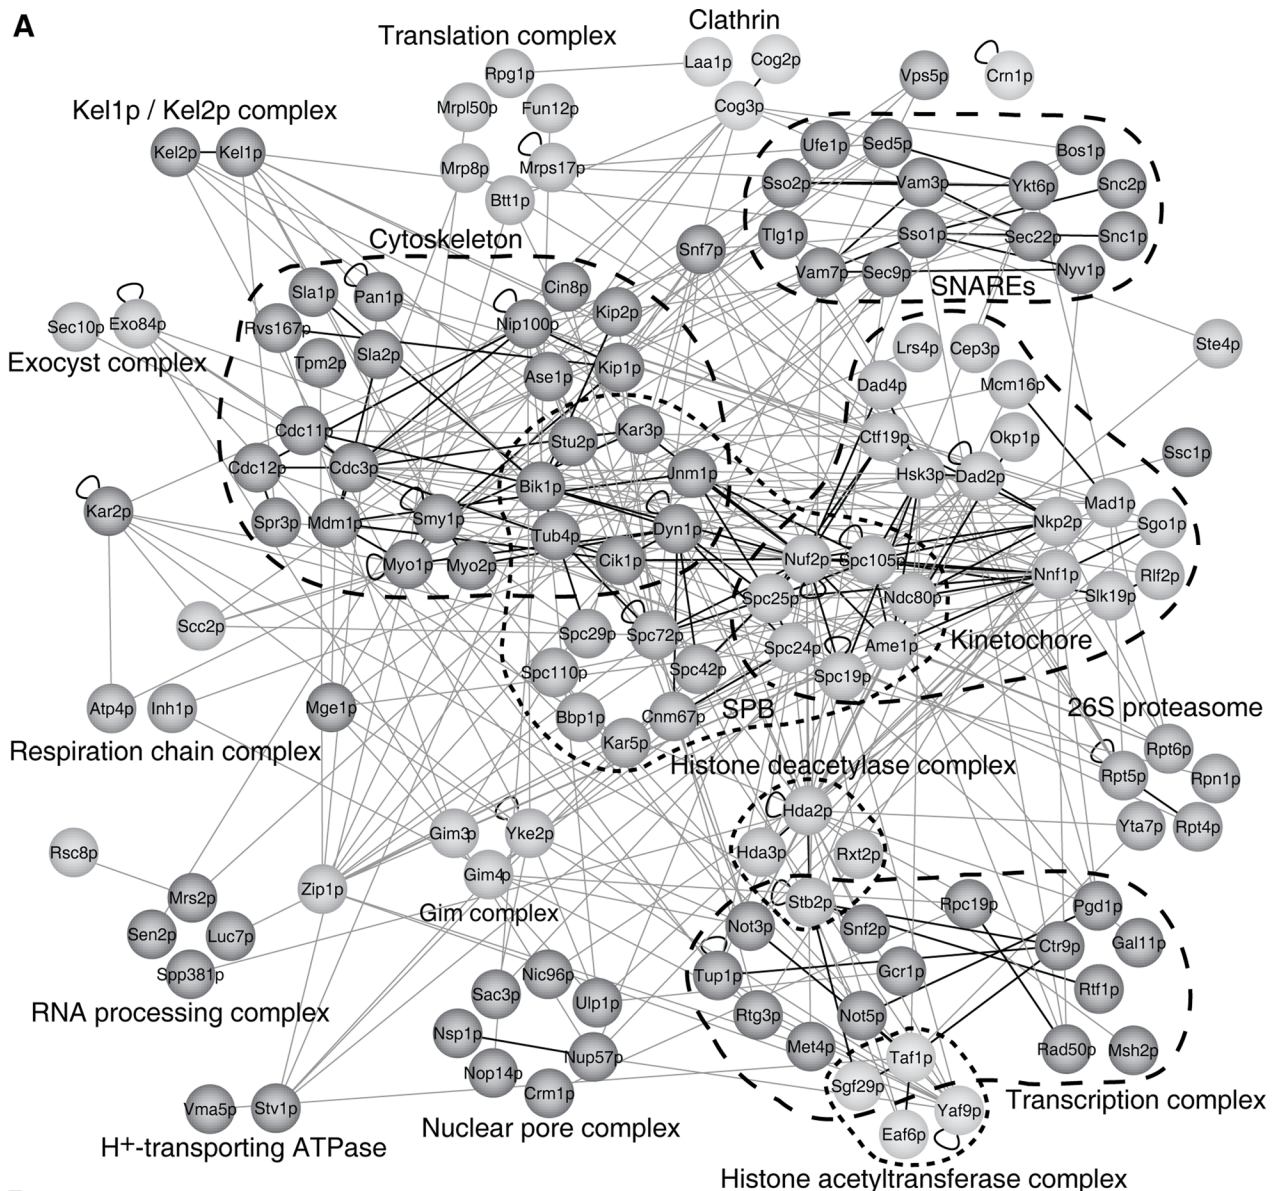 A
Clathrin
Translation complex
Rpg1p
Laa1p
Cog2p
Vps5p
Crn1p
Mrpl50p
Fun12p
Cog3p
Kel1p / Kel2p complex
Kel2p
Kel1p
Mrp8p
Mrps17p
Btt1p
Ufe1p
Sed5p
Bos1p
Sso2p
Vam3p
Ykt6p
Snc2p
Tlg1p
Sso1p
Sec22p
Snc1p
Snf7p
Vam7p
Sec9p
Nyv1p
SNAREs
Cytoskeleton
Sla1p
Pan1p
Cin8p
Kip2p
Sec10p
Exo84p
Rvs167p
Nip100p
Exocyst complex
Tpm2p
Sla2p
Ase1p
Kip1p
Lrs4p
Cep3p
Ste4p
Dad4p
Mcm16p
Cdc11p
Stu2p
Kar3p
Ctf19p
Okp1p
Ssc1p
Cdc12p
Cdc3p
Bik1p
Jnm1p
Hsk3p
Dad2p
Kar2p
Spr3p
Mdm1p
Smy1p
Tub4p
Dyn1p
Nkp2p
Mad1p
Sgo1p
Myo1p
Myo2p
Cik1p
Nuf2p
Spc105p
Nnf1p
Rlf2p
Spc25p
Ndc80p
Slk19p
Scc2p
Spc29p
Spc72p
Spc24p
Ame1p
Kinetochore
Spc110p
Spc42p
Spc19p
Atp4p
Inh1p
Mge1p
Bbp1p
Cnm67p
SPB
26S proteasome
Respiration chain complex
Kar5p
Rpt6p
Histone deacetylase complex
Rpt5p
Rpn1p
Hda2p
Gim3p
Yke2p
Yta7p
Rpt4p
Rsc8p
Hda3p
Rxt2p
Gim4p
Zip1p
Mrs2p
Gim complex
Stb2p
Rpc19p
Pgd1p
Sen2p
Luc7p
Not3p
Snf2p
Ctr9p
Gal11p
Spp381p
Nic96p
Tup1p
Gcr1p
Rtf1p
Sac3p
Ulp1p
RNA processing complex
Rtg3p
Not5p
Nsp1p
Nup57p
Met4p
Taf1p
Rad50p
Msh2p
Nop14p
Crm1p
Sgf29p
Vma5p
Stv1p
Yaf9p
Transcription complex
Nuclear pore complex
Eaf6p
H+-transporting ATPase
Histone acetyltransferase complex